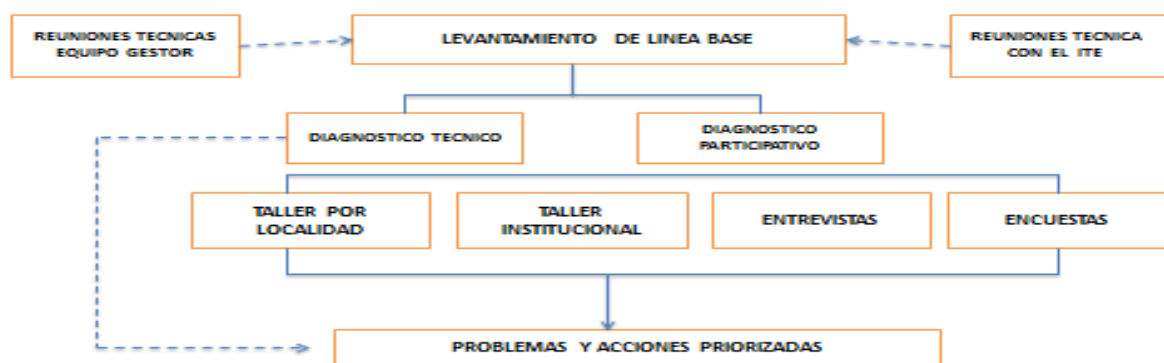 REUNIONES TECNICAS
EQUIPO GESTOR
LEVANTAMIENTO DE LINEA BASE
REUNIONES TECNICA
CON EL ITE
DIAGNOSTICO TECNICO
DIAGNOSTICO
PARTICIPATIVO
TALLER POR
LOCALIDAD
TALLER
INSTITUCIONAL
ENTREVISTAS
ENCUESTAS
PROBLEMAS Y ACCIONES PRIORIZADAS